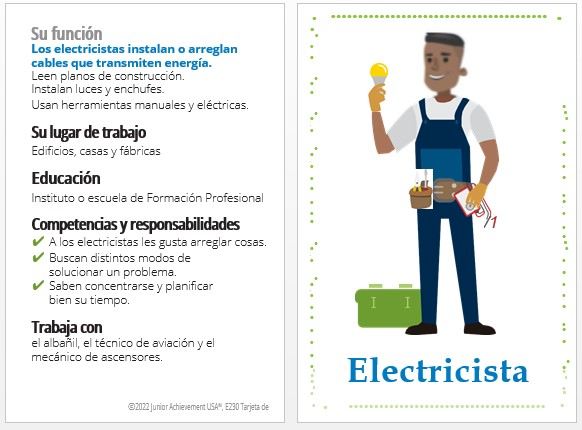 Su función
Los electricistas instalan o arreglan
cables que transmiten energía.
Leen planos de construcción.
Instalan luces y enchufes.
Usan herramientas manuales y eléctricas.
Su lugar de trabajo
Edificios, casas y fábricas
Educación
Instituto o escuela de Formación Profesional
Competencias y responsabilidades
✔ A los electricistas les gusta arreglar cosas.
✔ Buscan distintos modos de
solucionar un problema.
✔ Saben concentrarse y planificar
bien su tiempo.
Trabaja con
el albañil, el técnico de aviación y el
mecánico de ascensores.
©2022 Junior Achievement USA®, E230 Tarjeta de
Electricista